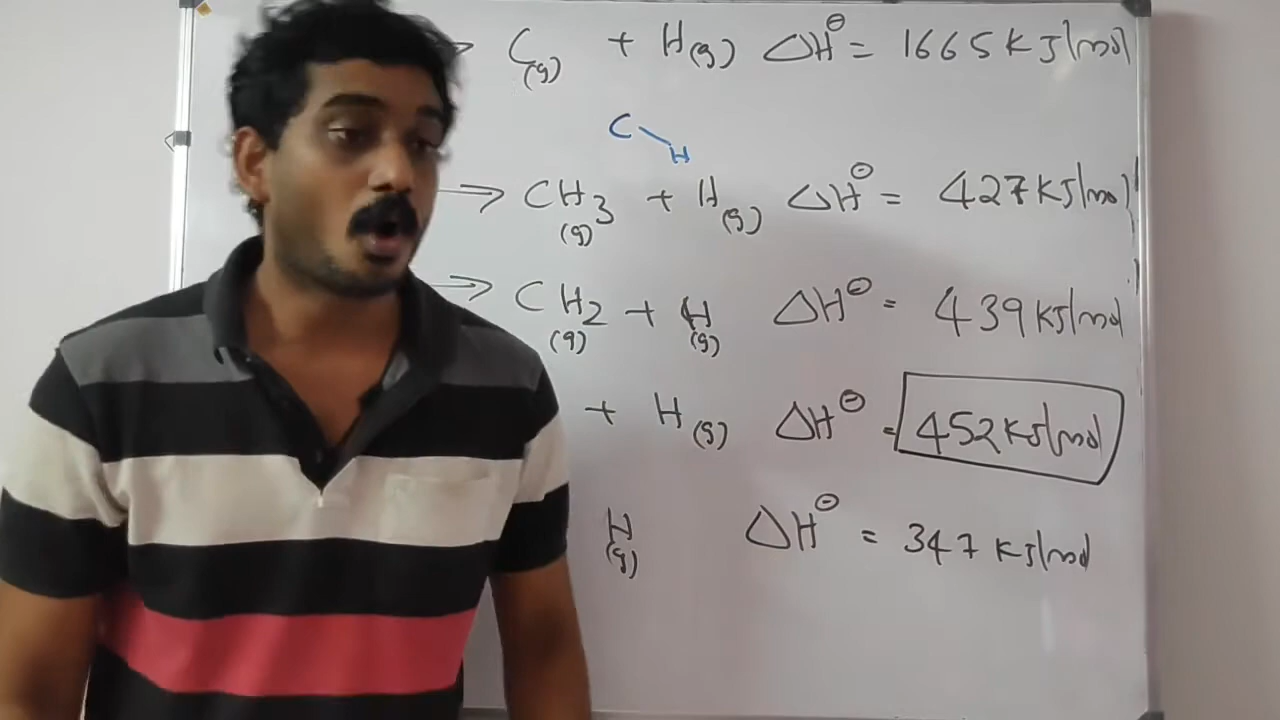 → C(g) + H(g) ΔH⊖ = 1665 KJ/mol
C
H
→ CH3(g) + H(g) ΔH⊖ = 427 KJ/mol
→ CH2(g) + H(g) ΔH⊖ = 439 KJ/mol
+ H(g) ΔH⊖ = 452 KJ/mol
H(g) ΔH⊖ = 347 KJ/mol